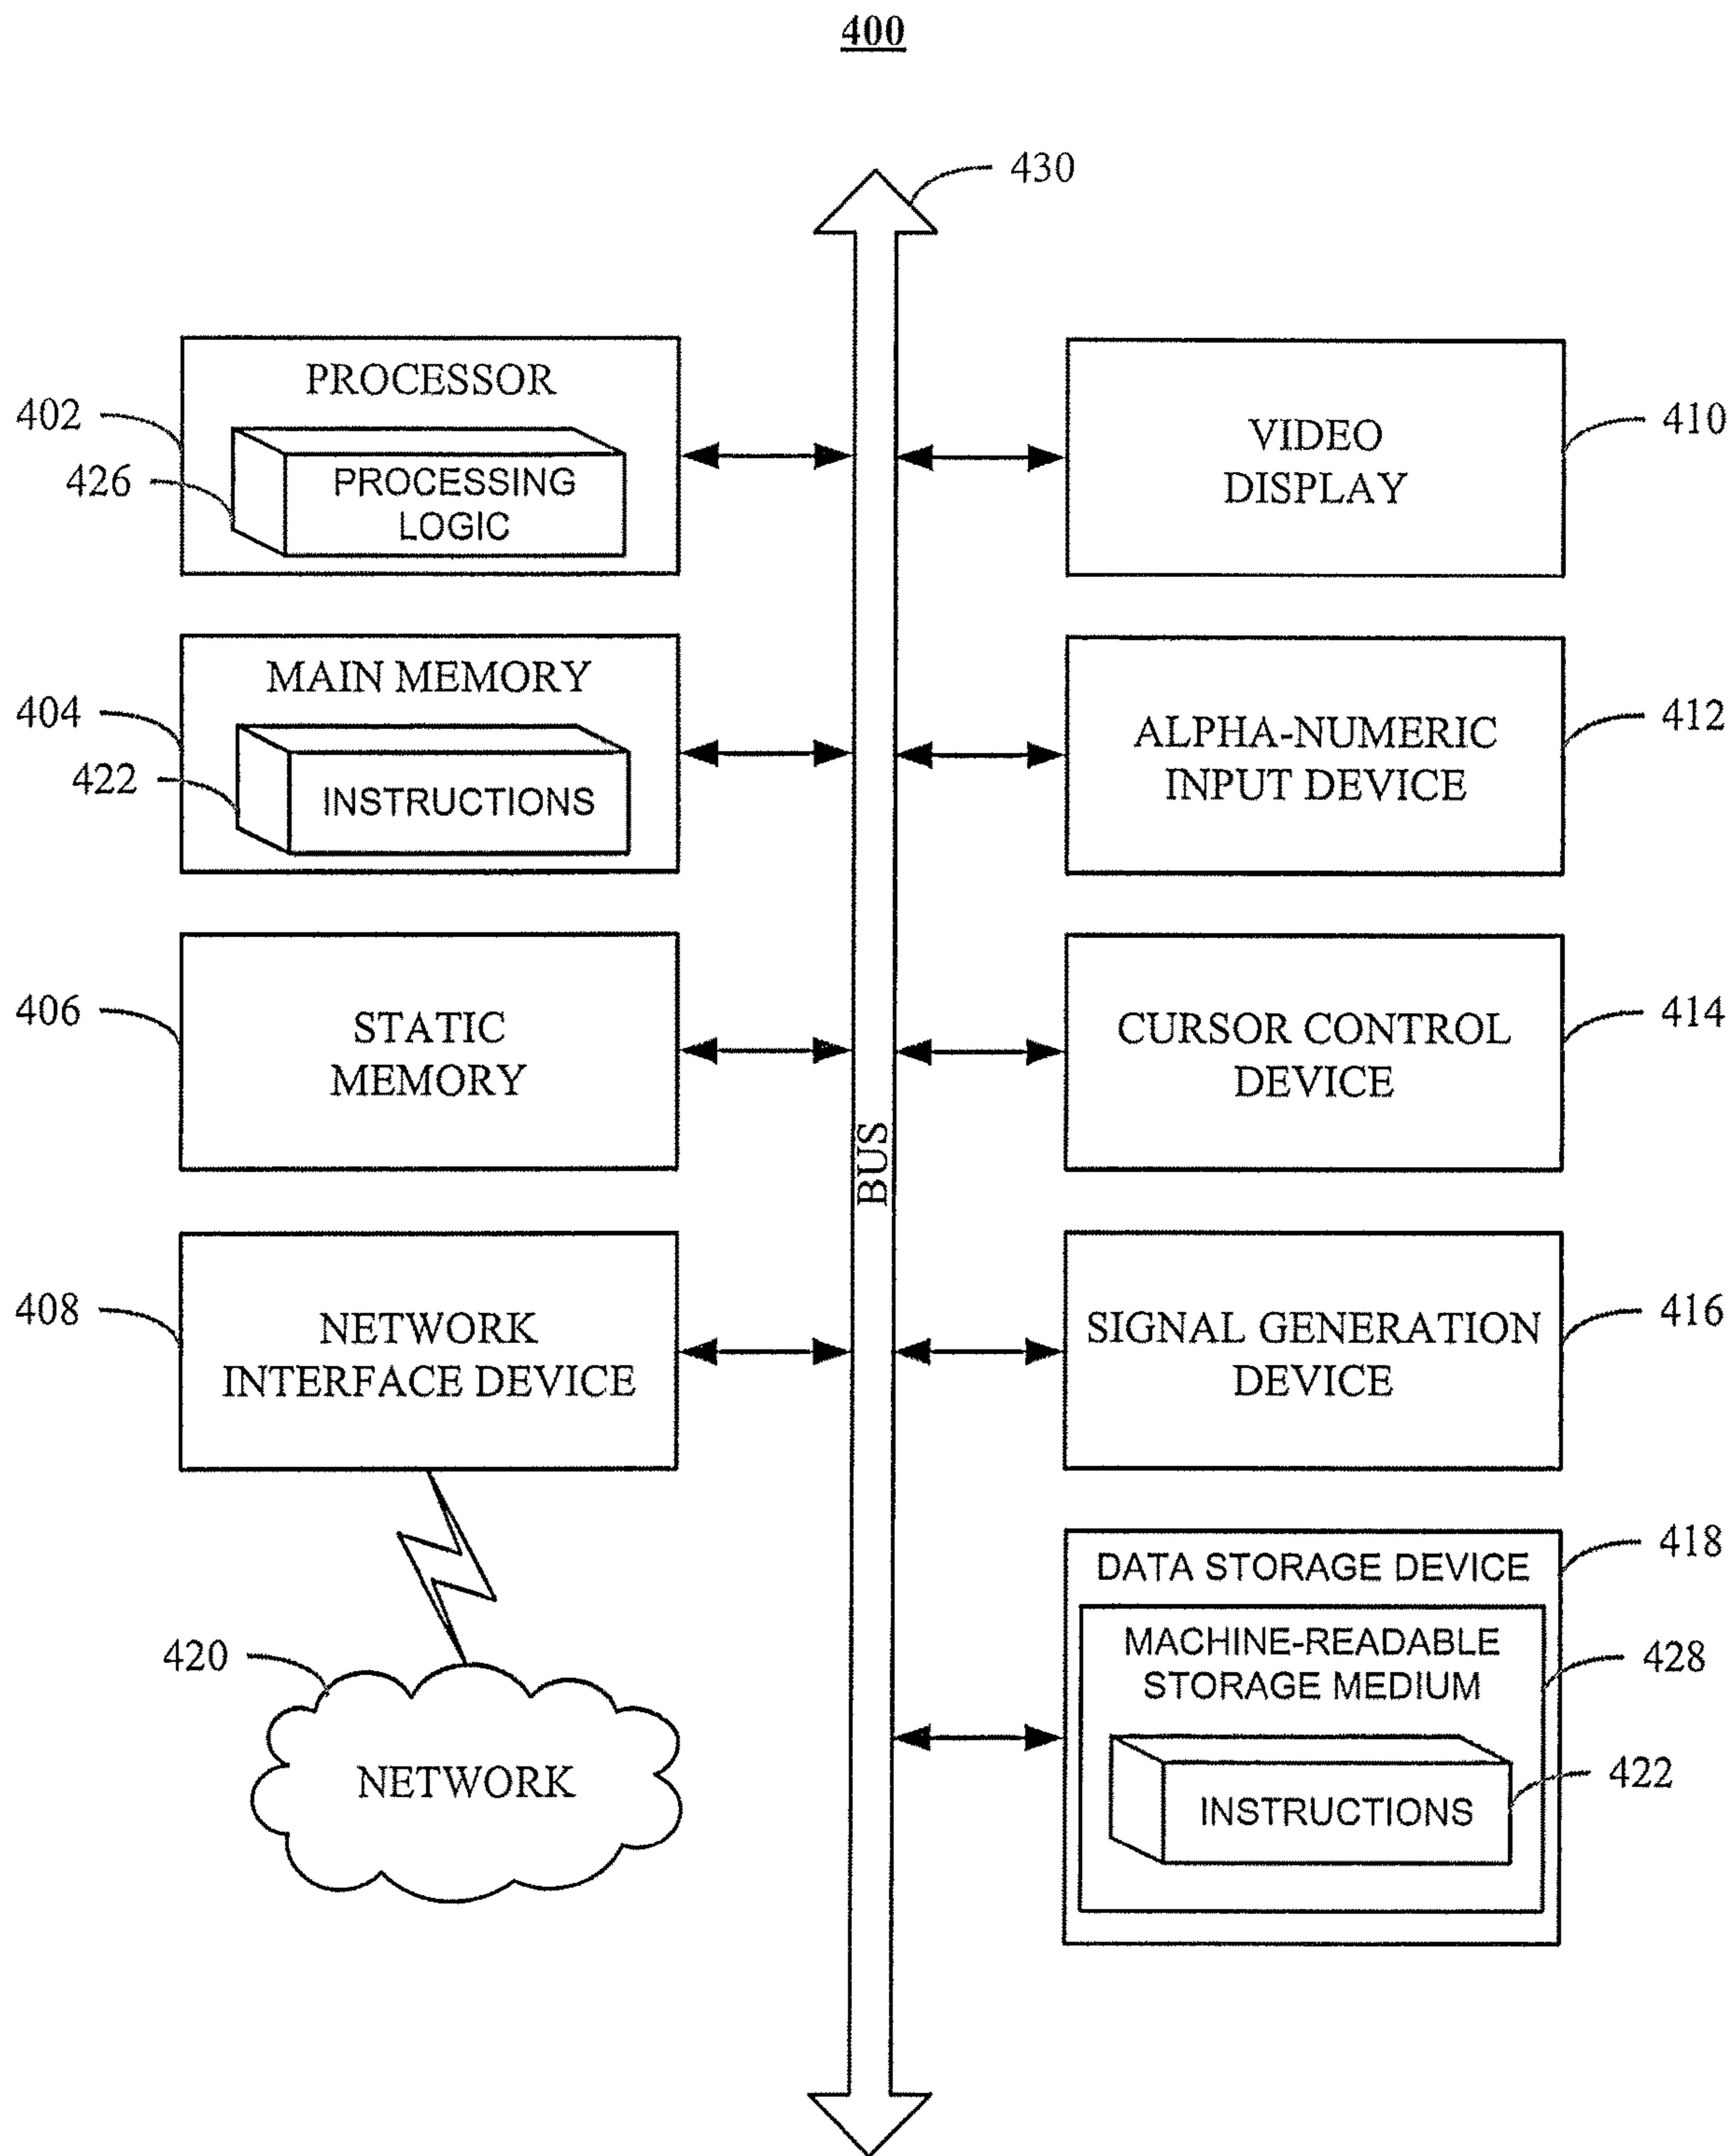 400
430
PROCESSOR
402
426
PROCESSING
LOGIC
VIDEO
DISPLAY
410
MAIN MEMORY
404
422
INSTRUCTIONS
ALPHA-NUMERIC
INPUT DEVICE
412
406
STATIC
MEMORY
CURSOR CONTROL
DEVICE
414
BUS
408
NETWORK
INTERFACE DEVICE
SIGNAL GENERATION
DEVICE
416
420
NETWORK
DATA STORAGE DEVICE
418
MACHINE-READABLE
STORAGE MEDIUM
428
INSTRUCTIONS
422